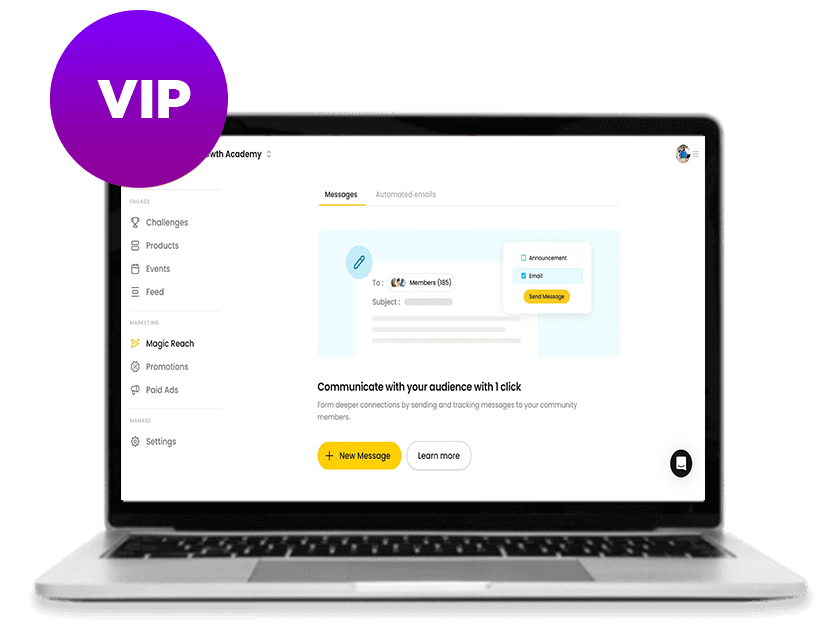 VIP
wth Academy
ENGAGE
Challenges
Products
Events
Feed
MARKETING
Magic Reach
Promotions
Paid Ads
MANAGE
Settings
Messages Automated emails
To : Members (185)
Subject :
Announcement
Email
Send Message
Communicate with your audience with 1 click
Form deeper connections by sending and tracking messages to your community
members.
+ New Message Learn more